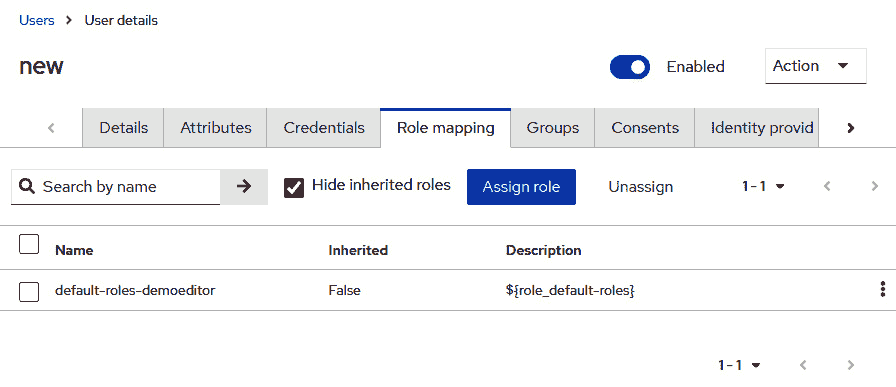 Users > User details
new Enabled Action
Details Attributes Credentials Role mapping Groups Consents Identity provid
Search by name Hide inherited roles Assign role Unassign 1-1
Name Inherited Description
default-roles-demoeditor False ${role_default-roles}
1-1